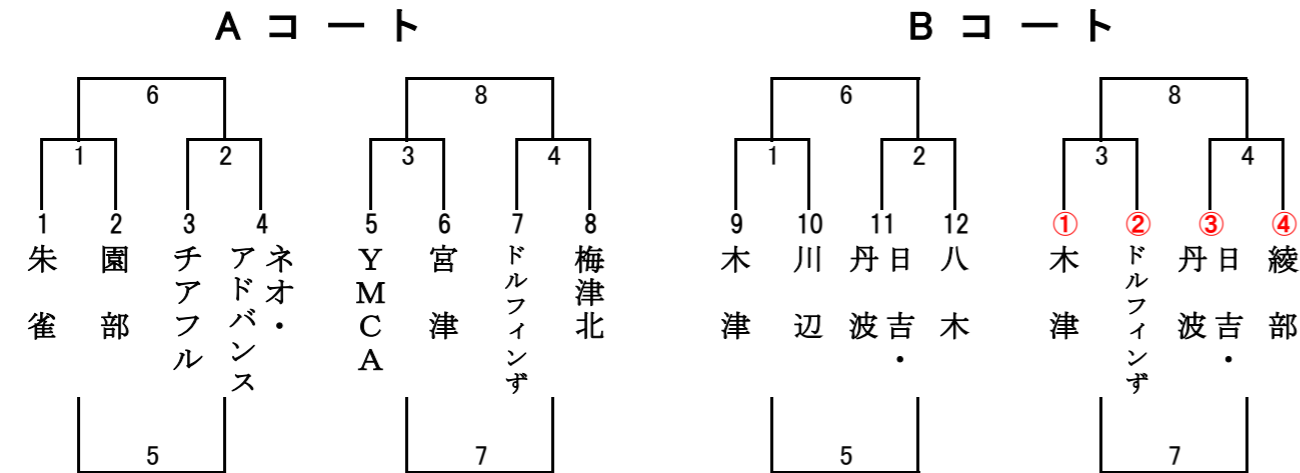 Aコート
Bコート
6
8
6
8
1
2
3
4
1
2
3
4
1
2
3
4
5
6
7
8
9
10
11
12
①
②
③
④
朱雀
園部
チアフル
ネオ・
アドバンス
YMCA
宮津
ドルフィンず
梅津北
木津
川辺
日吉・
丹波
八木
木津
ドルフィンず
日吉・
丹波
綾部
5
7
5
7